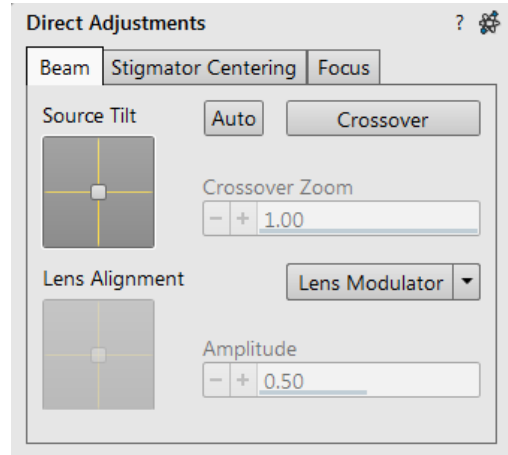 Direct Adjustments ?
Beam Stigmator Centering Focus
Source Tilt Auto Crossover
Crossover Zoom
- + 1.00
Lens Alignment Lens Modulator
Amplitude
- + 0.50